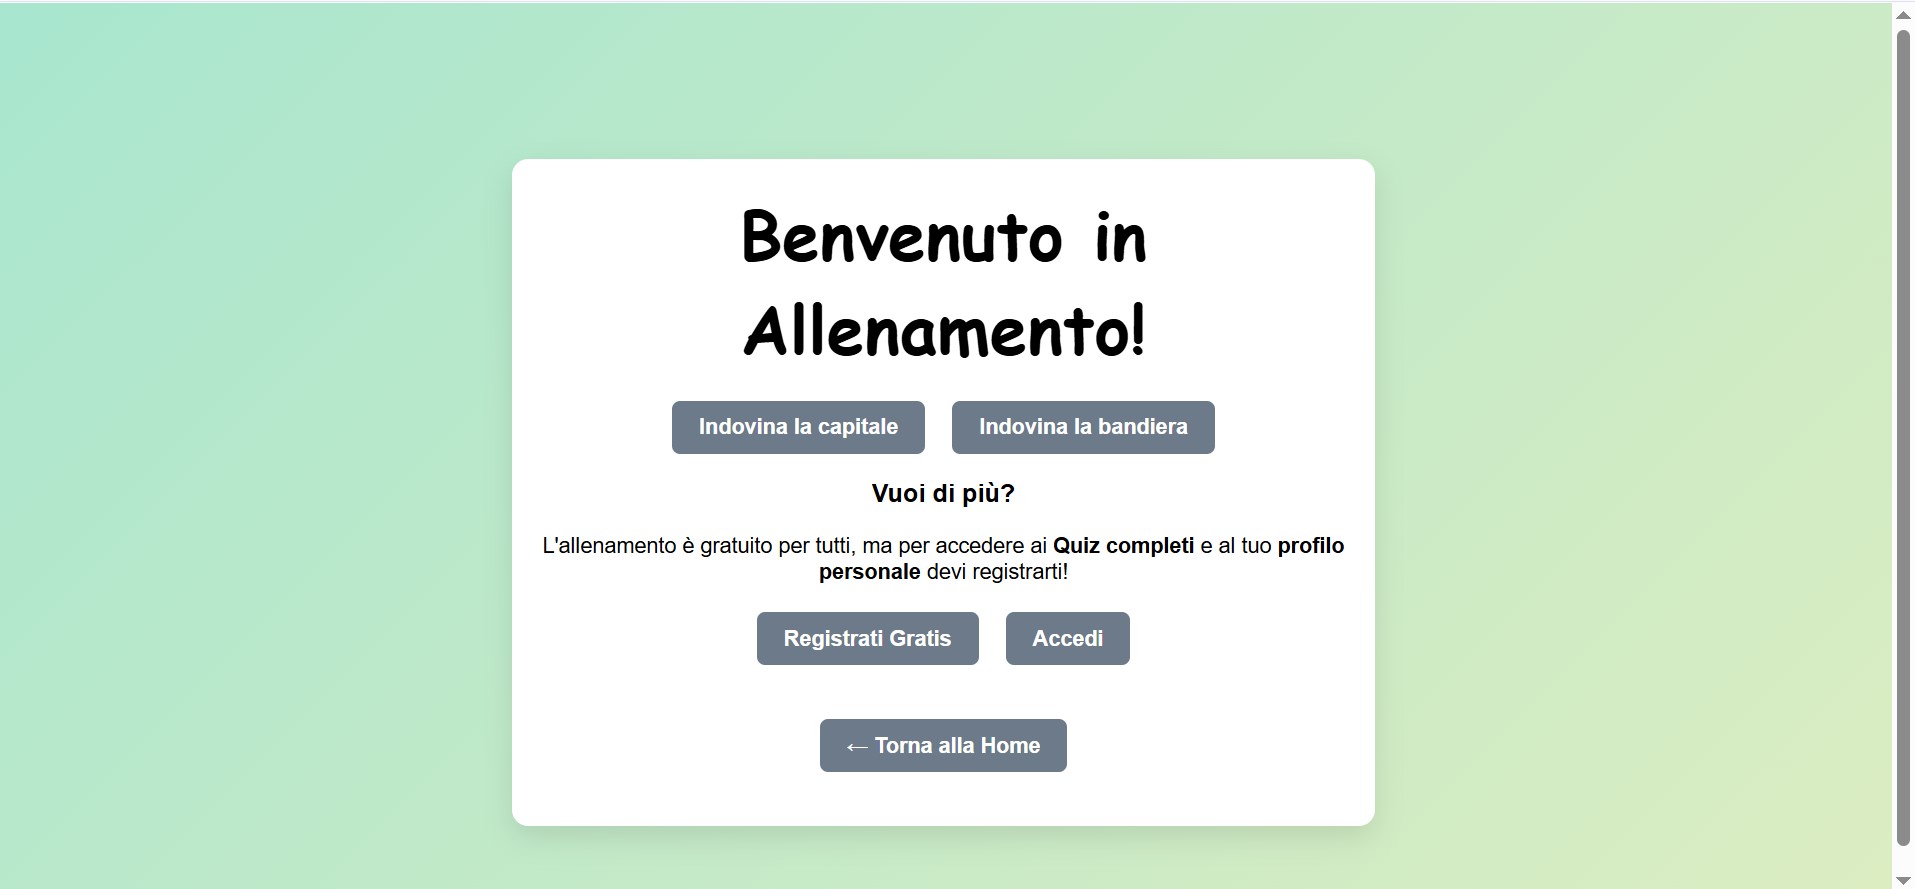 Benvenuto in
Allenamento!
Indovina la capitale
Indovina la bandiera
Vuoi di più?
L'allenamento è gratuito per tutti, ma per accedere ai Quiz completi e al tuo profilo
personale devi registrarti!
Registrati Gratis
Accedi
← Torna alla Home